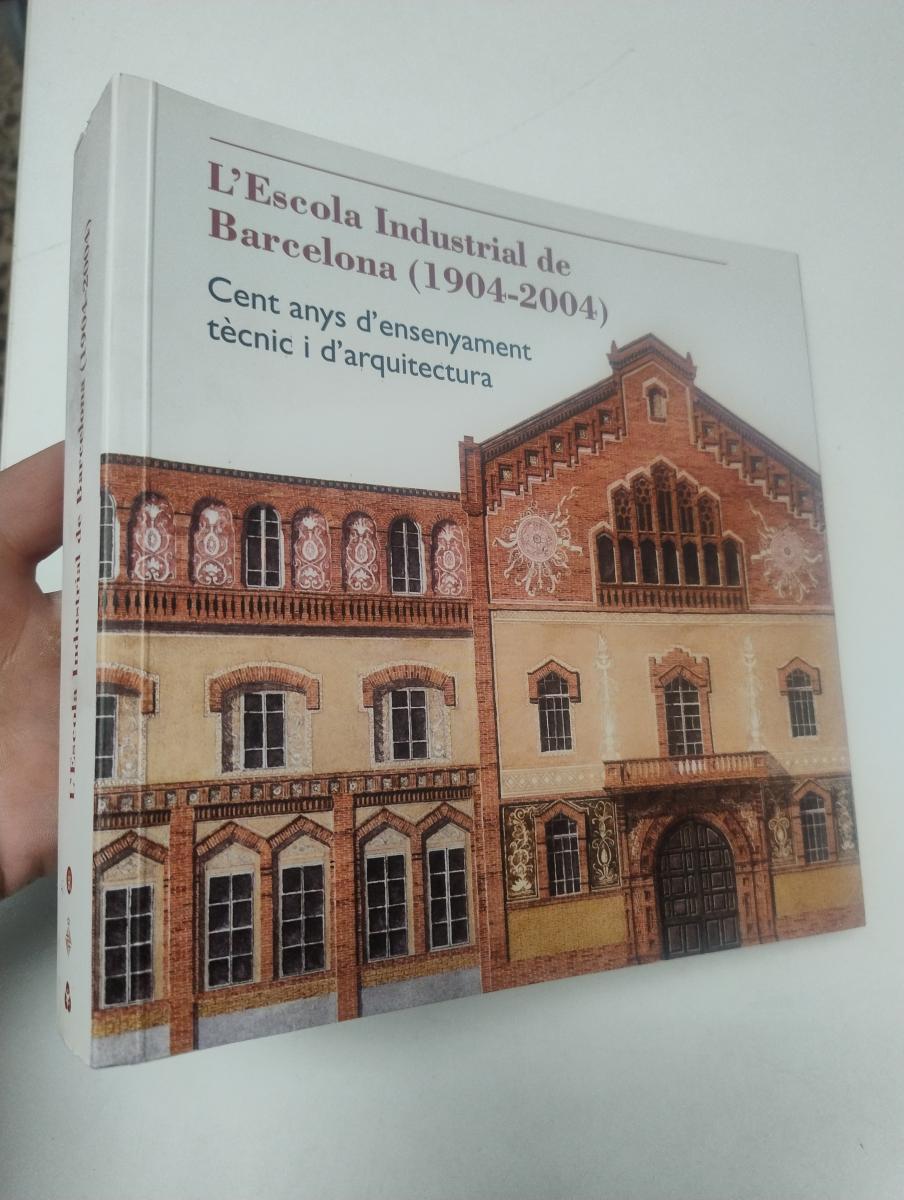 L'Escola Industrial de
Barcelona (1904-2004)
Cent anys d'ensenyament
tècnic i d'arquitectura
L'Escola Industrial de Barcelona (1904-2004)